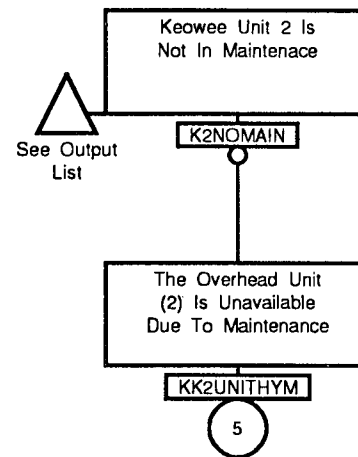 Keowee Unit 2 Is
Not In Maintenace
See Output
List
K2NOMAIN
The Overhead Unit
(2) Is Unavailable
Due To Maintenance
KK2UNITHYM
5